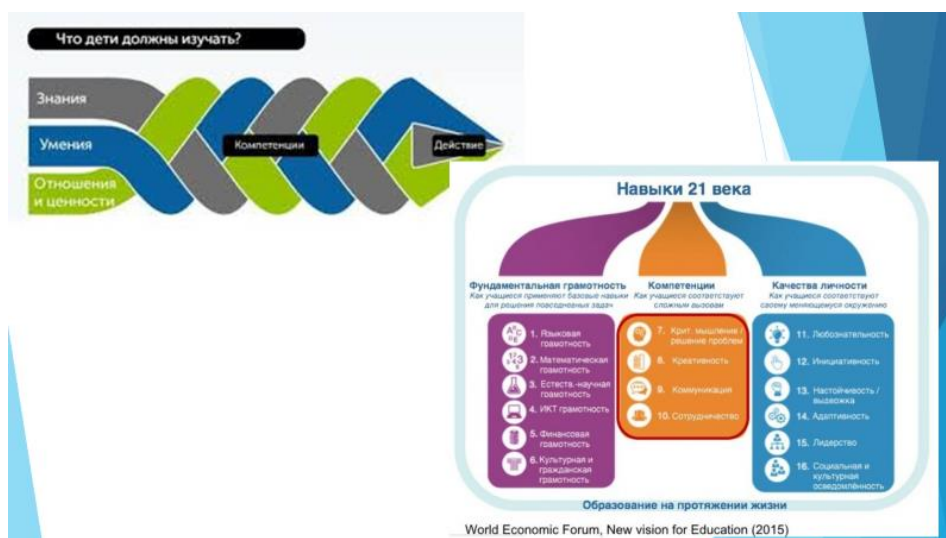 Что дети должны изучать?
Знания
Умения
Отношения
и ценности
Компетенции
Действие
Навыки 21 века
Фундаментальная грамотность
Как учащиеся применяют базовые навыки
для решения повседневных задач
Компетенции
Как учащиеся соответствуют
сложным вызовам
Качества личности
Как учащиеся соответствуют
своему меняющемуся окружению
1. Языковая
грамотность
2. Математическая
грамотность
3. Естеств.-научная
грамотность
4. ИКТ грамотность
5. Финансовая
грамотность
6. Культурная и
гражданская
грамотность
7. Крит. мышление /
решение проблем
8. Креативность
9. Коммуникация
10. Сотрудничество
11. Любознательность
12. Инициативность
13. Настойчивость /
выдержка
14. Адаптивность
15. Лидерство
16. Социальная и
культурная
осведомлённость
Образование на протяжении жизни
World Economic Forum, New vision for Education (2015)